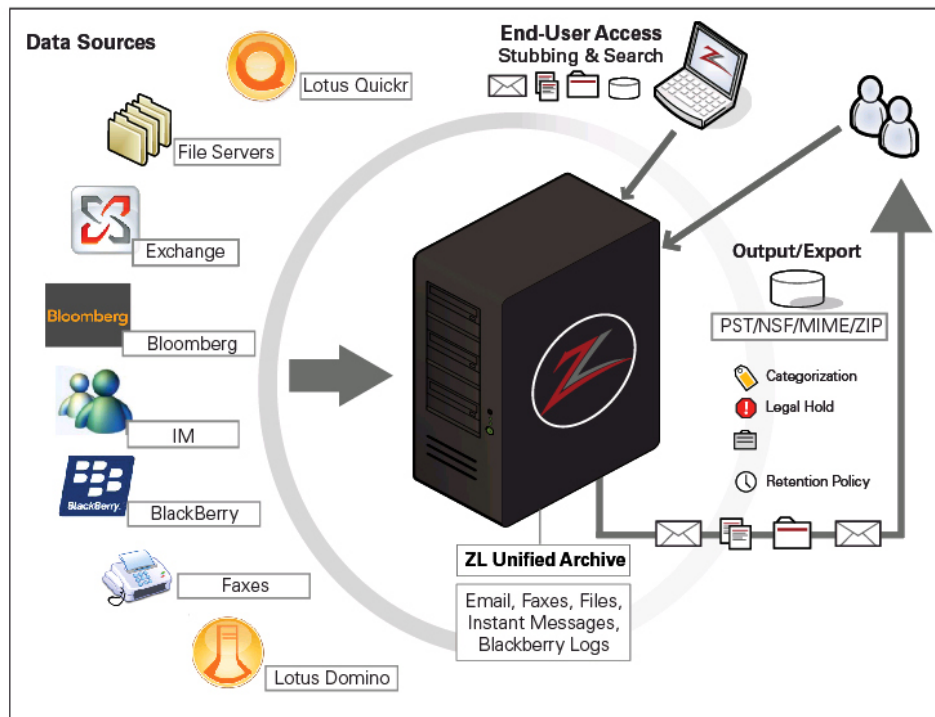 Data Sources
Lotus Quickr
File Servers
Exchange
Bloomberg
Bloomberg
IM
BlackBerry.
BlackBerry
Faxes
Lotus Domino
End-User Access
Stubbing & Search
ZL Unified Archive
Email, Faxes, Files,
Instant Messages,
Blackberry Logs
Output/Export
PST/NSF/MIME/ZIP
Categorization
Legal Hold
Retention Policy